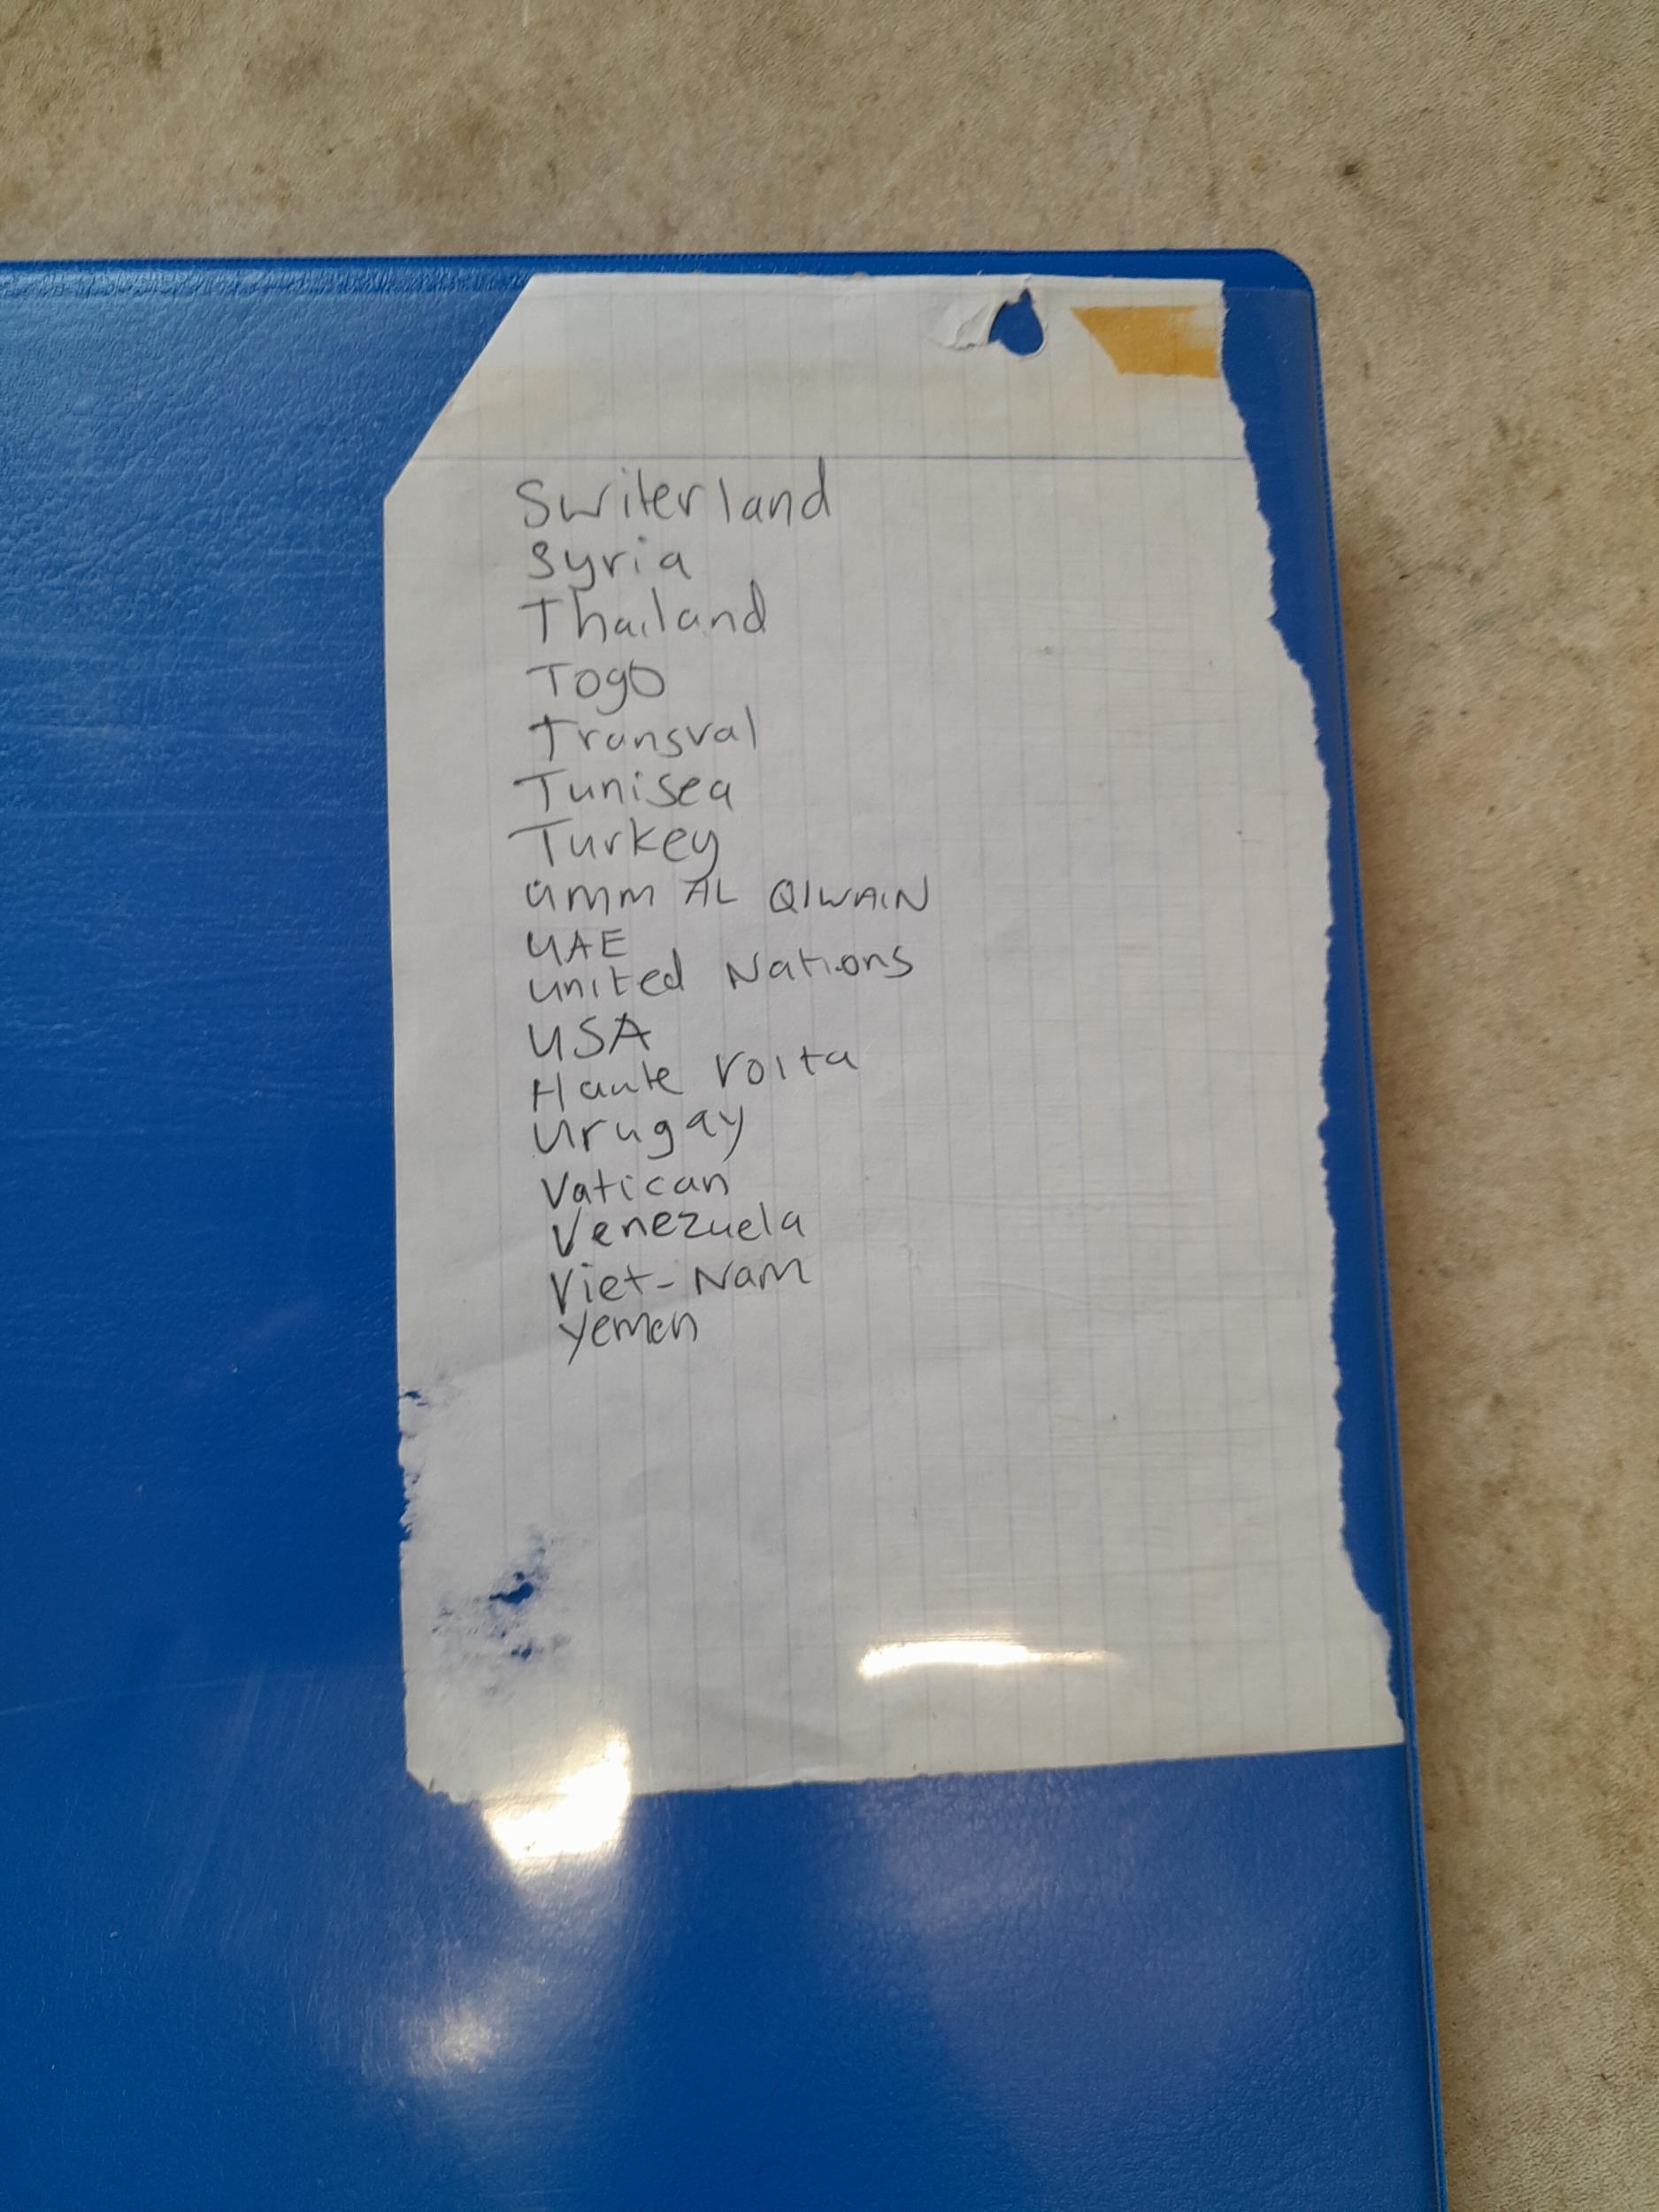 Switerland
Syria
Thailand
Togo
Transval
Tunisea
Turkey
Umm AL QIWAIN
UAE
United Nations
USA
Haute Volta
Urugay
Vatican
Venezuela
Viet-Nam
Yemen